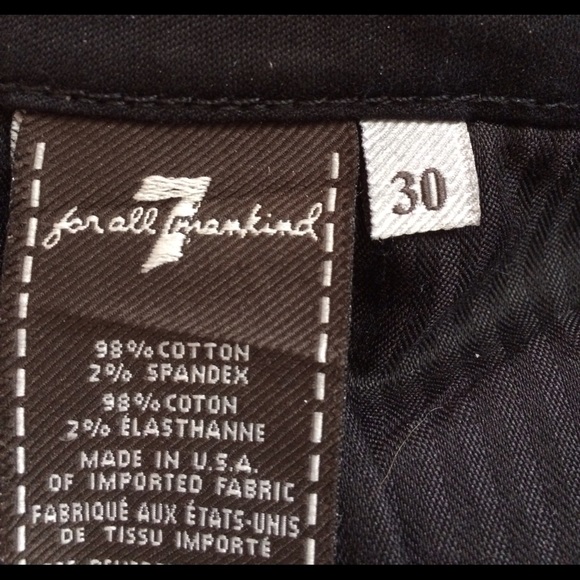 7
for all mankind
30
98% COTTON
2% SPANDEX
98% COTON
2% ÉLASTHANNE
MADE IN U.S.A.
OF IMPORTED FABRIC
FABRIQUÉ AUX ÉTATS-UNIS
DE TISSU IMPORTÉ